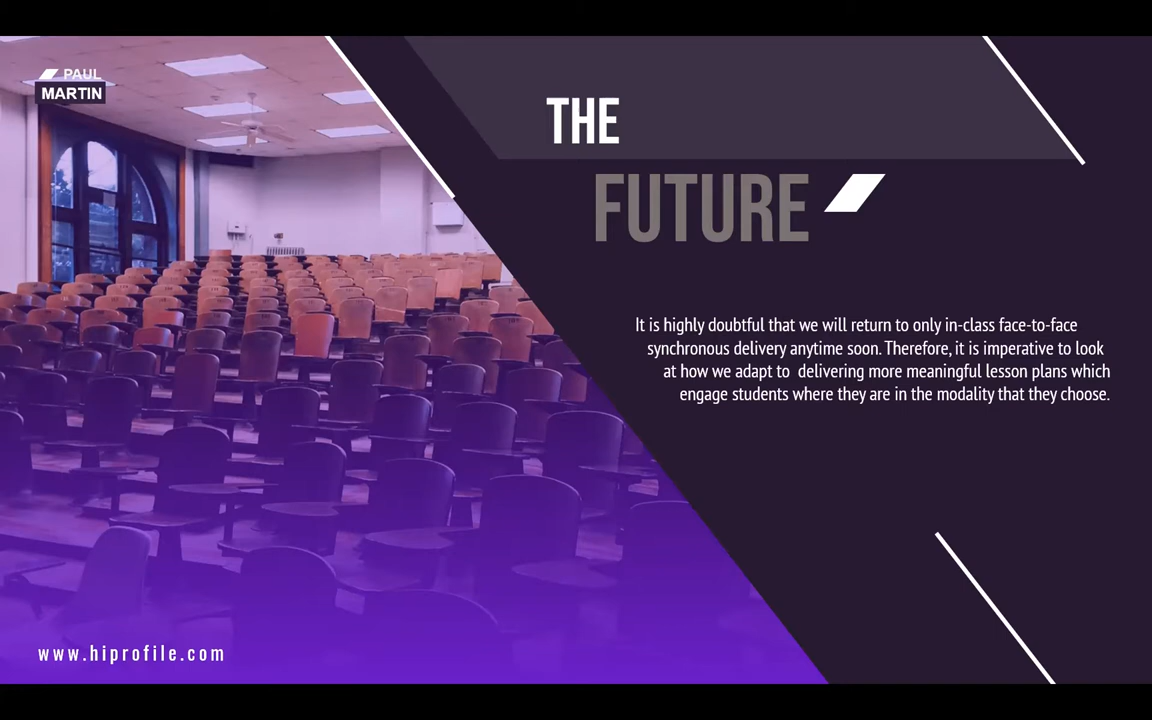 PAUL
MARTIN
THE
FUTURE
It is highly doubtful that we will return to only in-class face-to-face
synchronous delivery anytime soon. Therefore, it is imperative to look
at how we adapt to  delivering more meaningful lesson plans which
engage students where they are in the modality that they choose.
www.hiprofile.com